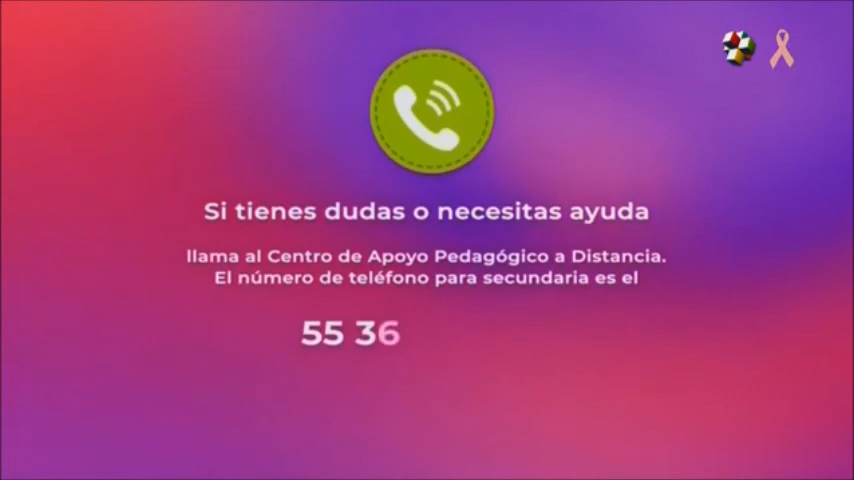 Si tienes dudas o necesitas ayuda
llama al Centro de Apoyo Pedagógico a Distancia.
El número de teléfono para secundaria es el
55 36